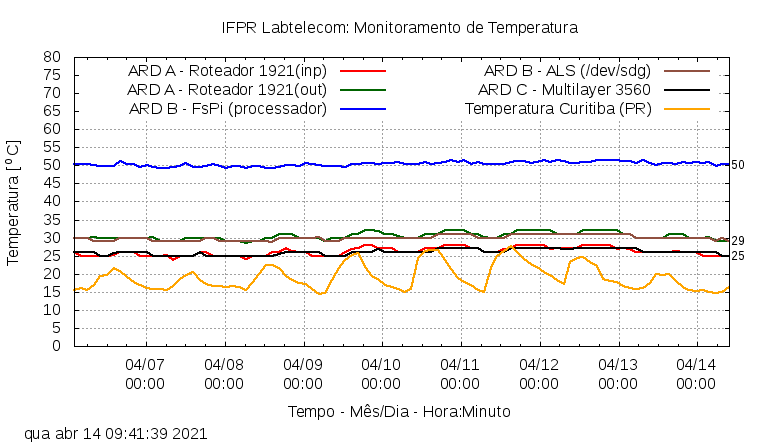 IFPR Labtelecom: Monitoramento de Temperatura
Temperatura [ºC]
80
75
70
65
60
55
50
45
40
35
30
25
20
15
10
5
0
ARD A - Roteador 1921(inp)
ARD A - Roteador 1921(out)
ARD B - FsPi (processador)
ARD B - ALS (/dev/sdg)
ARD C - Multilayer 3560
Temperatura Curitiba (PR)
50
29
25
04/07 04/08 04/09 04/10 04/11 04/12 04/13 04/14
00:00 00:00 00:00 00:00 00:00 00:00 00:00 00:00
Tempo - Mês/Dia - Hora:Minuto
qua abr 14 09:41:39 2021